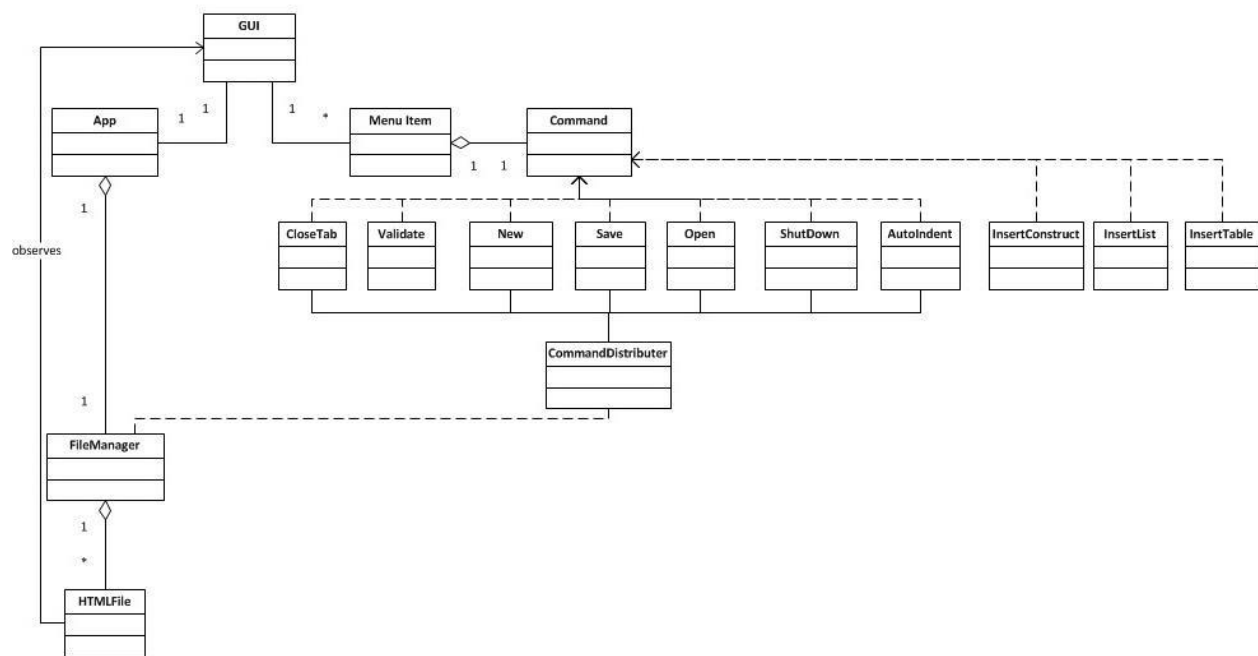 GUI
App
1
1
1
*
Menu Item
Command
1
1
1
observes
CloseTab
Validate
New
Save
Open
ShutDown
AutoIndent
InsertConstruct
InsertList
InsertTable
CommandDistributer
1
FileManager
1
*
HTMLFile